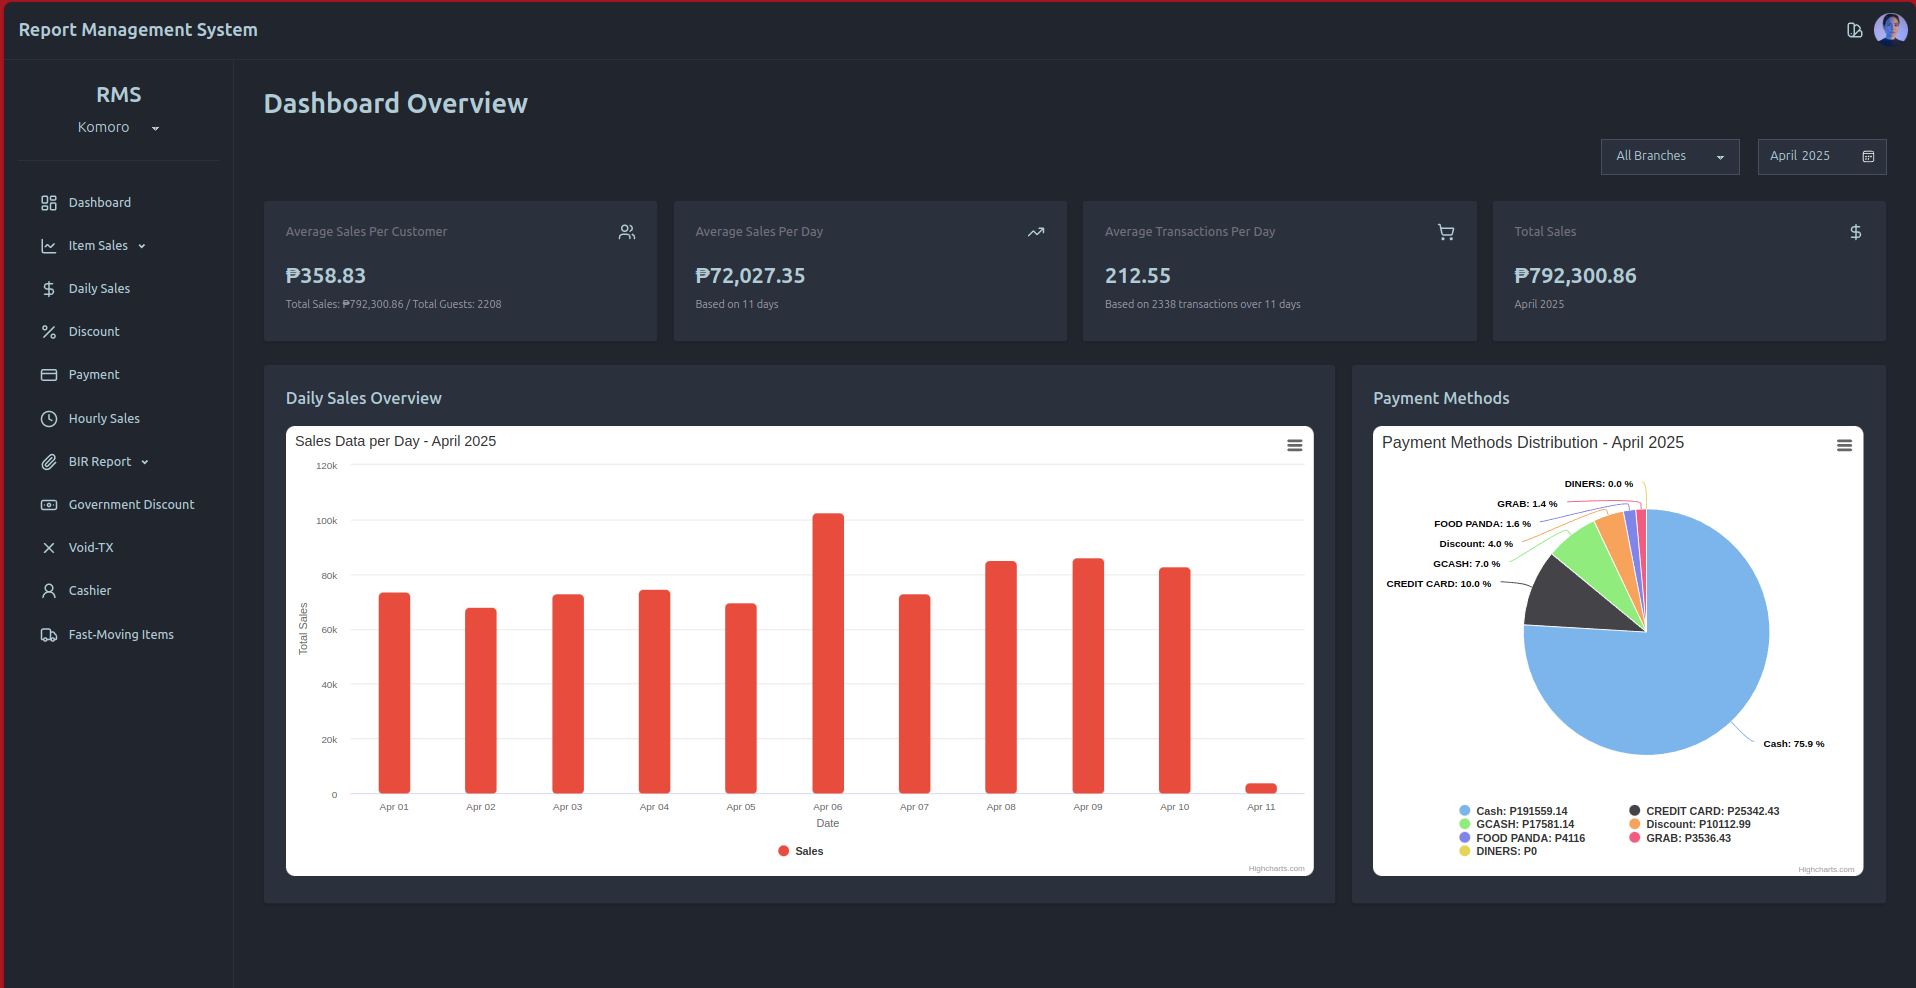 Report Management System
RMS
Komoro
Dashboard
Item Sales
Daily Sales
Discount
Payment
Hourly Sales
BIR Report
Government Discount
Void-TX
Cashier
Fast-Moving Items
Dashboard Overview
All Branches
April 2025
Average Sales Per Customer
₱358.83
Total Sales: ₱792,300.86 / Total Guests: 2208
Average Sales Per Day
₱72,027.35
Based on 11 days
Average Transactions Per Day
212.55
Based on 2338 transactions over 11 days
Total Sales
$
₱792,300.86
April 2025
Daily Sales Overview
Sales Data per Day - April 2025
120k
100k
80k
60k
40k
20k
0
Total Sales
Apr 01 Apr 02 Apr 03 Apr 04 Apr 05 Apr 06 Apr 07 Apr 08 Apr 09 Apr 10 Apr 11
Date
Sales
Highcharts.com
Payment Methods
Payment Methods Distribution - April 2025
DINERS: 0.0 %
GRAB: 1.4 %
FOOD PANDA: 1.6 %
Discount: 4.0 %
GCASH: 7.0 %
CREDIT CARD: 10.0 %
Cash: 75.9 %
Cash: P191559.14 CREDIT CARD: P25342.43
GCASH: P17581.14 Discount: P10112.99
FOOD PANDA: P4116 GRAB: P3536.43
DINERS: P0
Highcharts.com